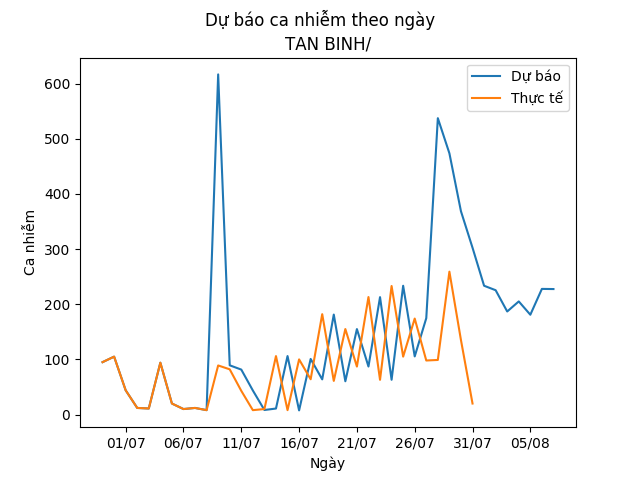 Dự báo ca nhiễm theo ngày
TAN BINH/
Dự báo
Thực tế
Ca nhiễm
600
500
400
300
200
100
0
01/07 06/07 11/07 16/07 21/07 26/07 31/07 05/08
Ngày